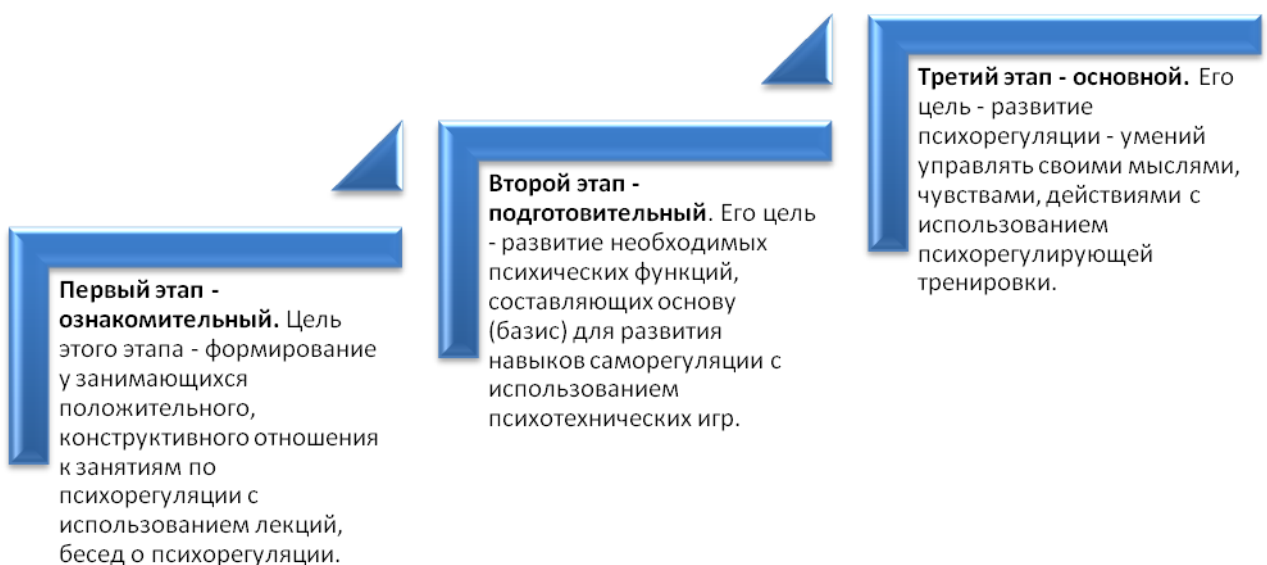 Первый этап -
ознакомительный. Цель
этого этапа - формирование
у занимающихся
положительного,
конструктивного отношения
к занятиям по
психорегуляции с
использованием лекций,
бесед о психорегуляции.
Второй этап -
подготовительный. Его цель
- развитие необходимых
психических функций,
составляющих основу
(базис) для развития
навыков саморегуляции с
использованием
психотехнических игр.
Третий этап - основной. Его
цель - развитие
психорегуляции - умений
управлять своими мыслями,
чувствами, действиями с
использованием
психорегулирующей
тренировки.